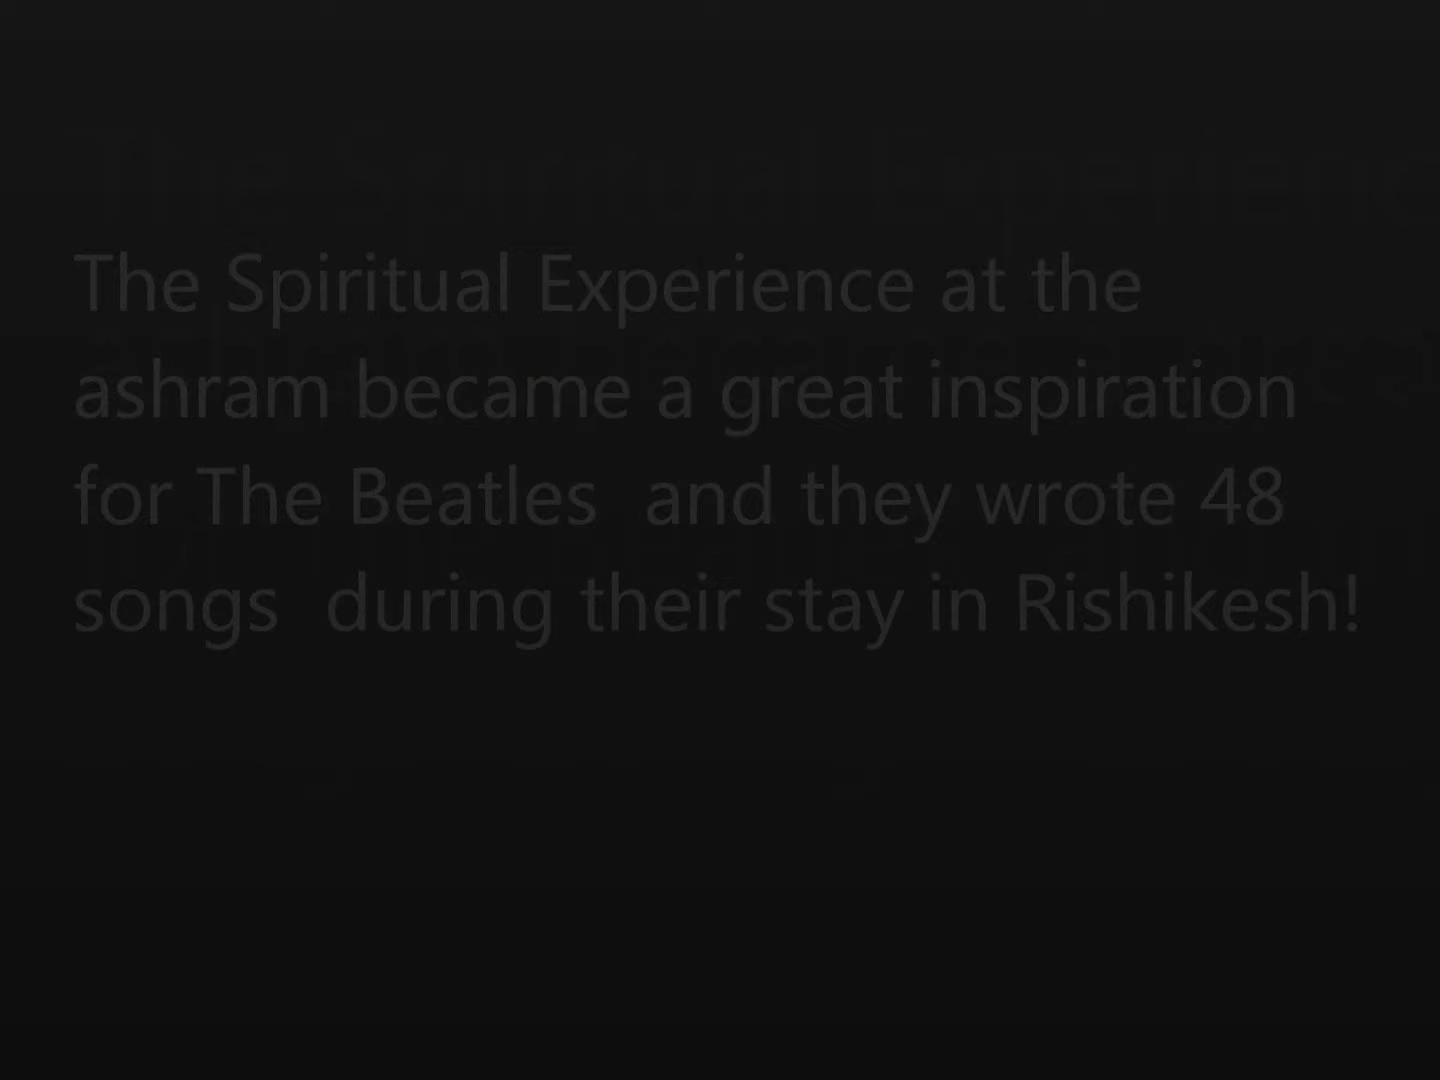 The Spiritual Experience at the
ashram became a great inspiration
for The Beatles  and they wrote 48
songs  during their stay in Rishikesh!